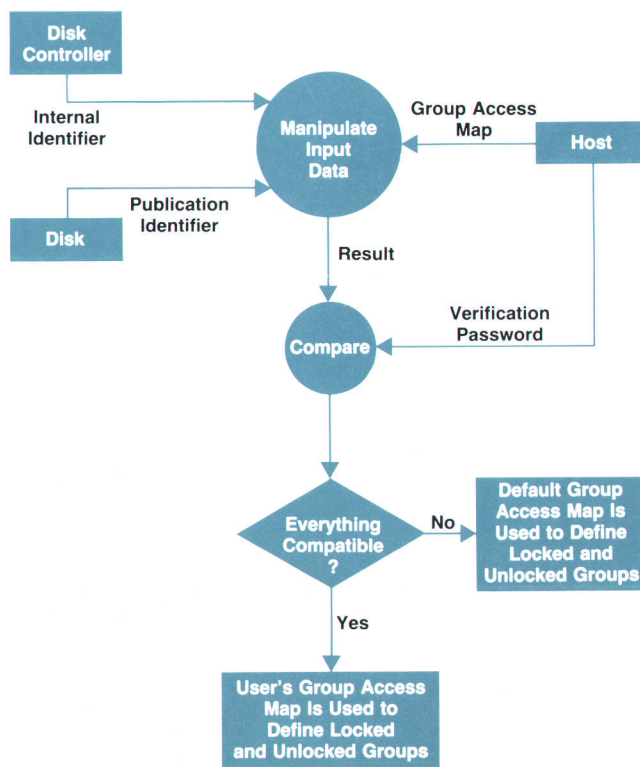 Disk
Controller
Internal
Identifier
Manipulate
Input
Data
Group Access
Map
Host
Publication
Identifier
Disk
Result
Verification
Password
Compare
Everything
Compatible
?
No
Default Group
Access Map Is
Used to Define
Locked and
Unlocked Groups
Yes
User's Group Access
Map Is Used to
Define Locked
and Unlocked Groups